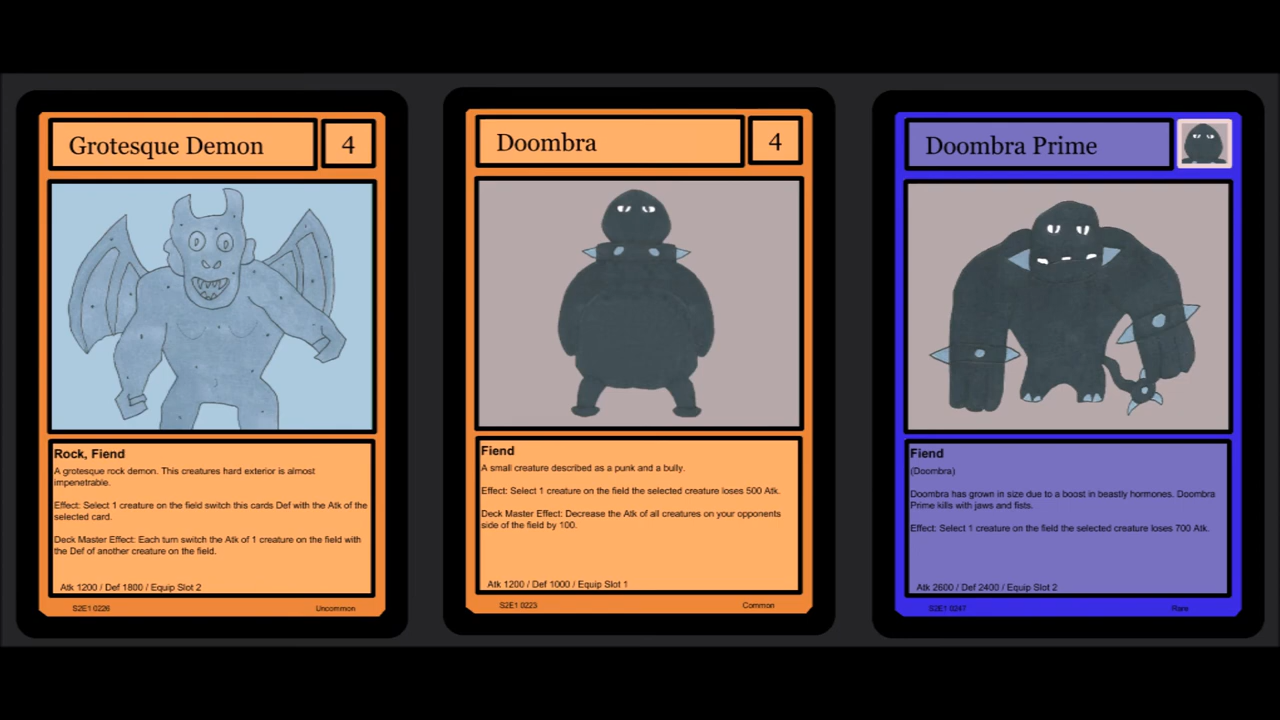 Grotesque Demon
4
Rock, Fiend
A grotesque rock demon. This creatures hard exterior is almost
impenetrable.
Effect: Select 1 creature on the field switch this cards Def with the Atk of the
selected card.
Deck Master Effect: Each turn switch the Atk of 1 creature on the field with
the Def of another creature on the field.
Atk 1200 / Def 1800 / Equip Slot 2
S2E1 0226
Uncommon
Doombra
4
Fiend
A small creature described as a punk and a bully.
Effect: Select 1 creature on the field the selected creature loses 500 Atk.
Deck Master Effect: Decrease the Atk of all creatures on your opponents
side of the field by 100.
Atk 1200 / Def 1000 / Equip Slot 1
S2E1 0223
Common
Doombra Prime
Fiend
(Doombra)
Doombra has grown in size due to a boost in beastly hormones. Doombra
Prime kills with jaws and fists.
Effect: Select 1 creature on the field the selected creature loses 700 Atk.
Atk 2600 / Def 2400 / Equip Slot 2
S2E1 0247
Rare